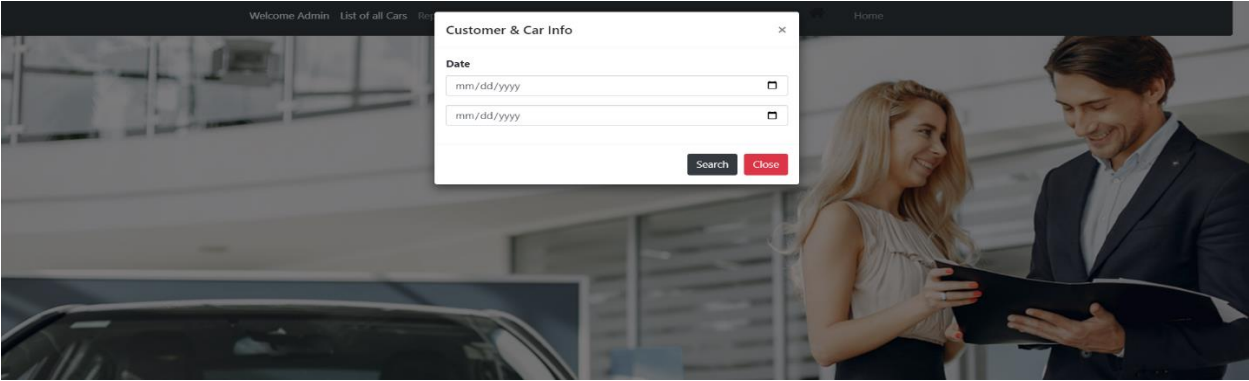 Welcome Admin List of all Cars Rep Home
Customer & Car Info ×
Date
mm/dd/yyyy
mm/dd/yyyy
Search Close